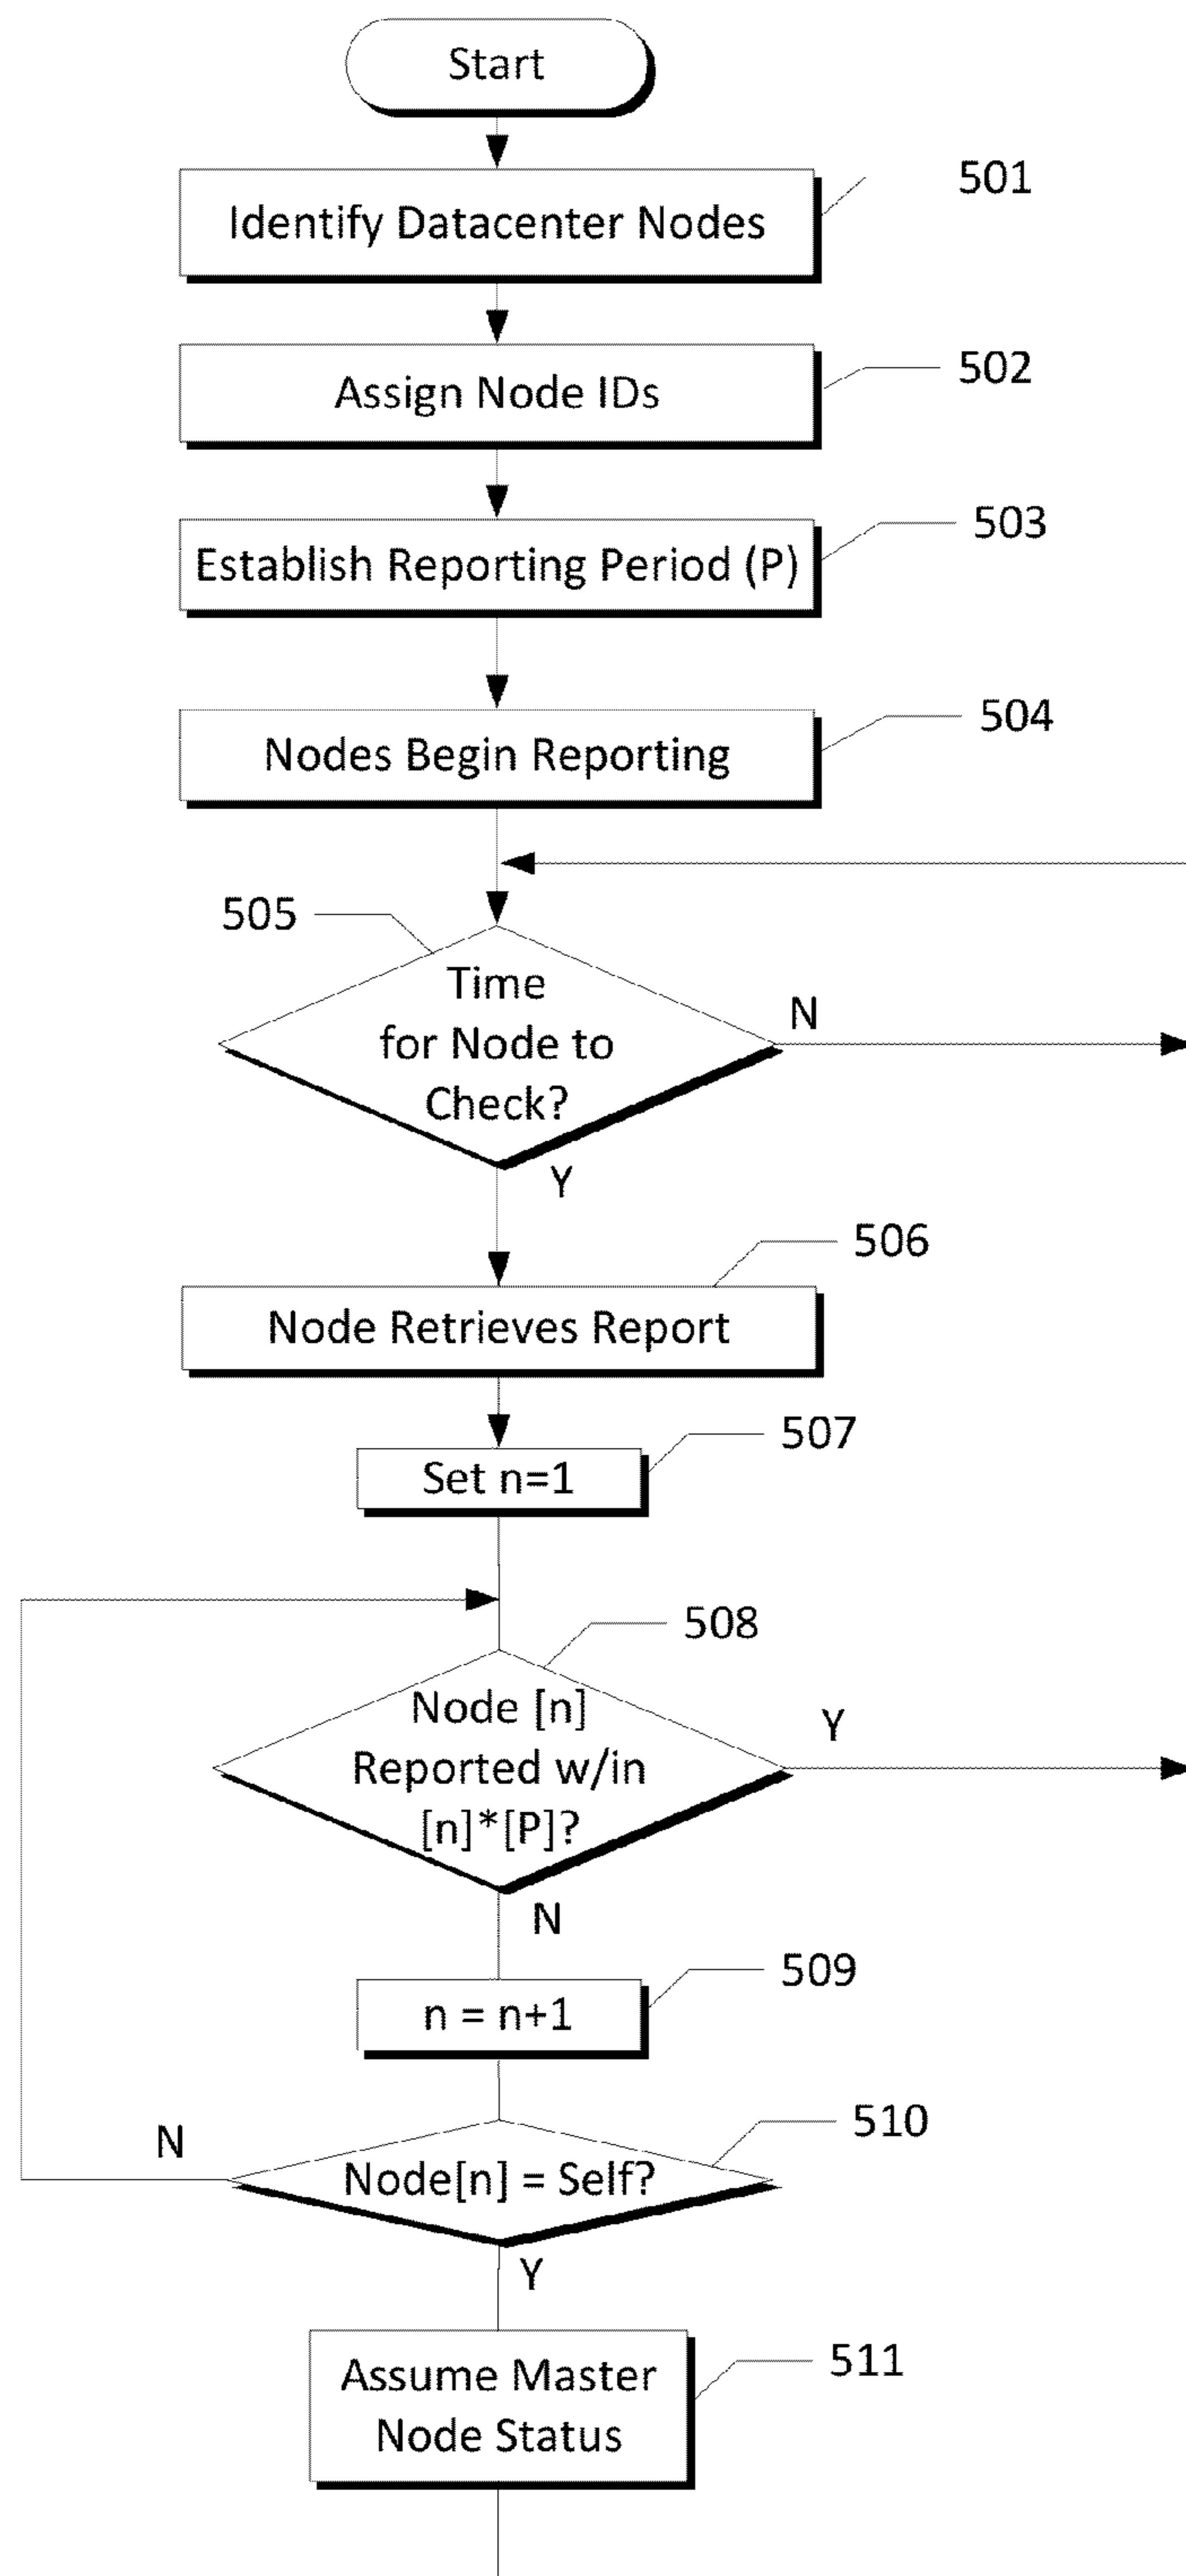 Start
501
Identify Datacenter Nodes
502
Assign Node IDs
503
Establish Reporting Period (P)
504
Nodes Begin Reporting
505
Time
for Node to
Check?
N
Y
506
Node Retrieves Report
507
Set n=1
508
Node [n]
Reported w/in
[n]*[P]?
Y
N
509
n = n+1
510
N
Node[n] = Self?
Y
511
Assume Master
Node Status